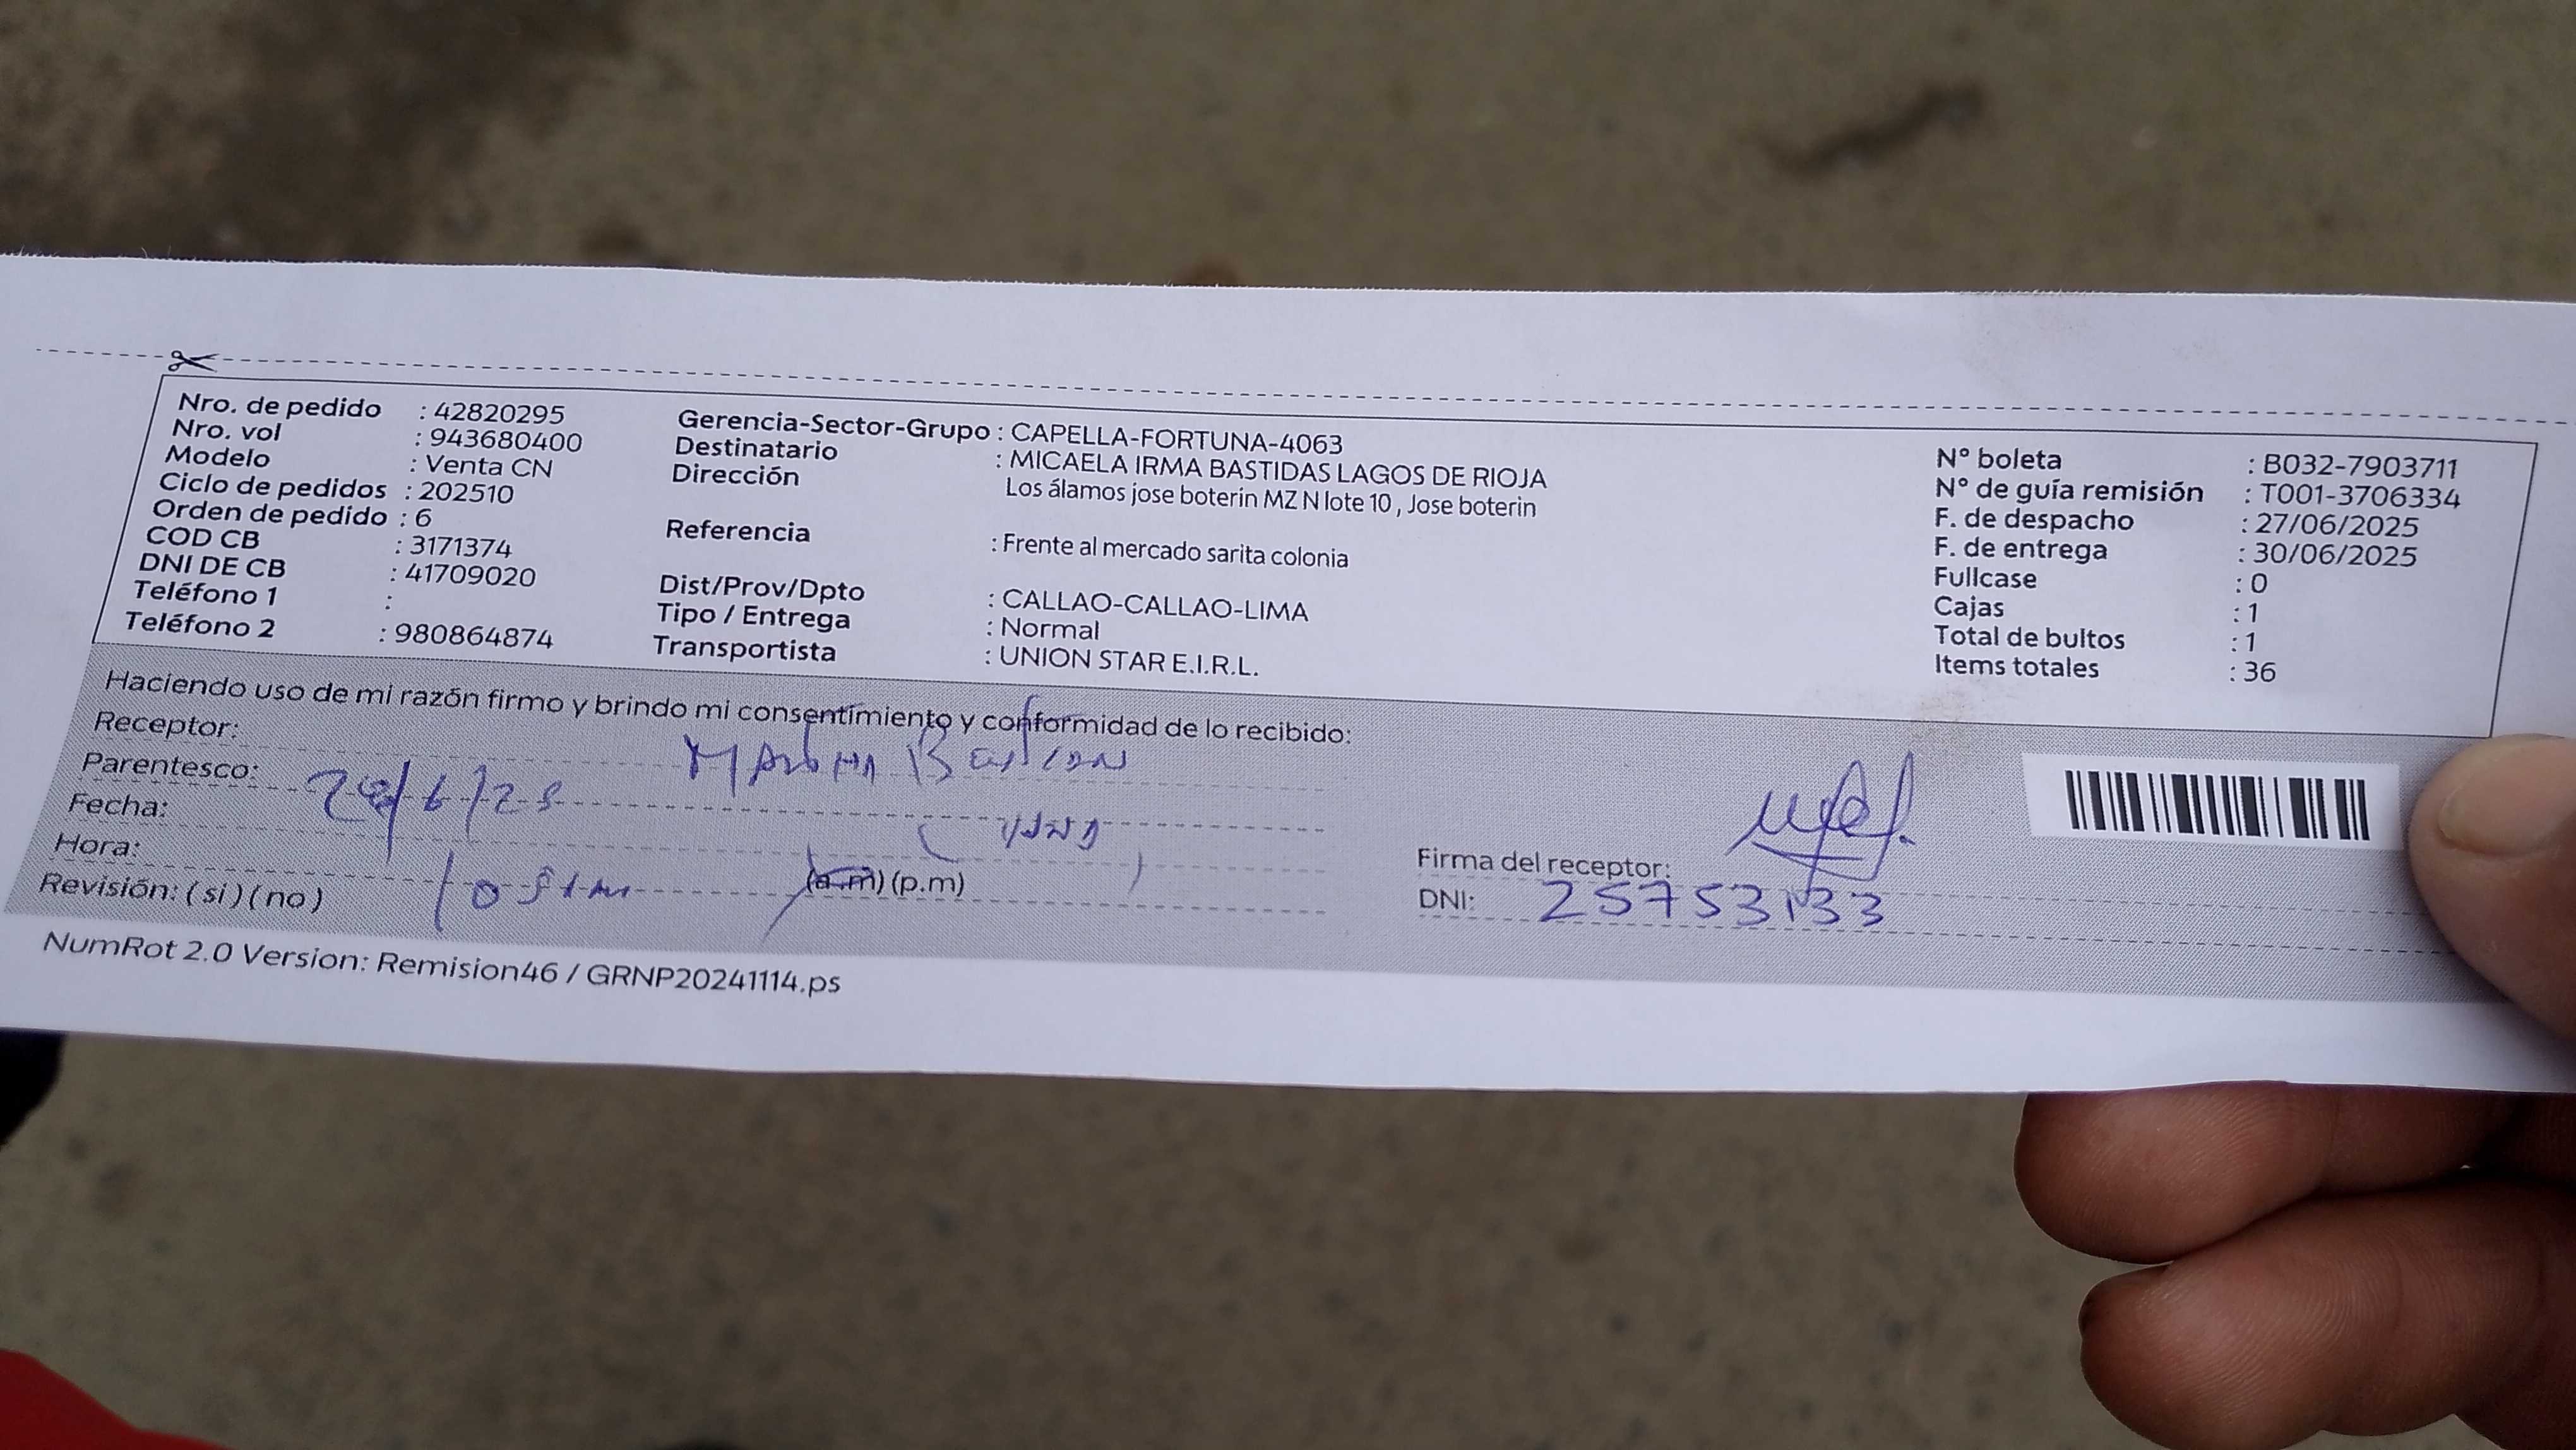 Nro. de pedido : 42820295
Nro. vol : 943680400
Modelo : Venta CN
Ciclo de pedidos : 202510
Orden de pedido : 6
COD CB : 3171374
DNI DE CB : 41709020
Teléfono 1 :
Teléfono 2 : 980864874
Gerencia-Sector-Grupo : CAPELLA-FORTUNA-4063
Destinatario : MICAELA IRMA BASTIDAS LAGOS DE RIOJA
Dirección Los álamos jose boterin MZ N lote 10 , Jose boterin
Referencia : Frente al mercado sarita colonia
Dist/Prov/Dpto : CALLAO-CALLAO-LIMA
Tipo / Entrega : Normal
Transportista : UNION STAR E.I.R.L.
N° boleta : B032-7903711
N° de guía remisión : T001-3706334
F. de despacho : 27/06/2025
F. de entrega : 30/06/2025
Fullcase : 0
Cajas : 1
Total de bultos : 1
Items totales : 36
Haciendo uso de mi razón firmo y brindo mi consentimiento y conformidad de lo recibido:
Receptor:
Parentesco:
Fecha:
Hora: (a.m) (p.m)
Revisión: ( si ) ( no )
Firma del receptor:
DNI: 25753133
NumRot 2.0 Version: Remision46 / GRNP20241114.ps